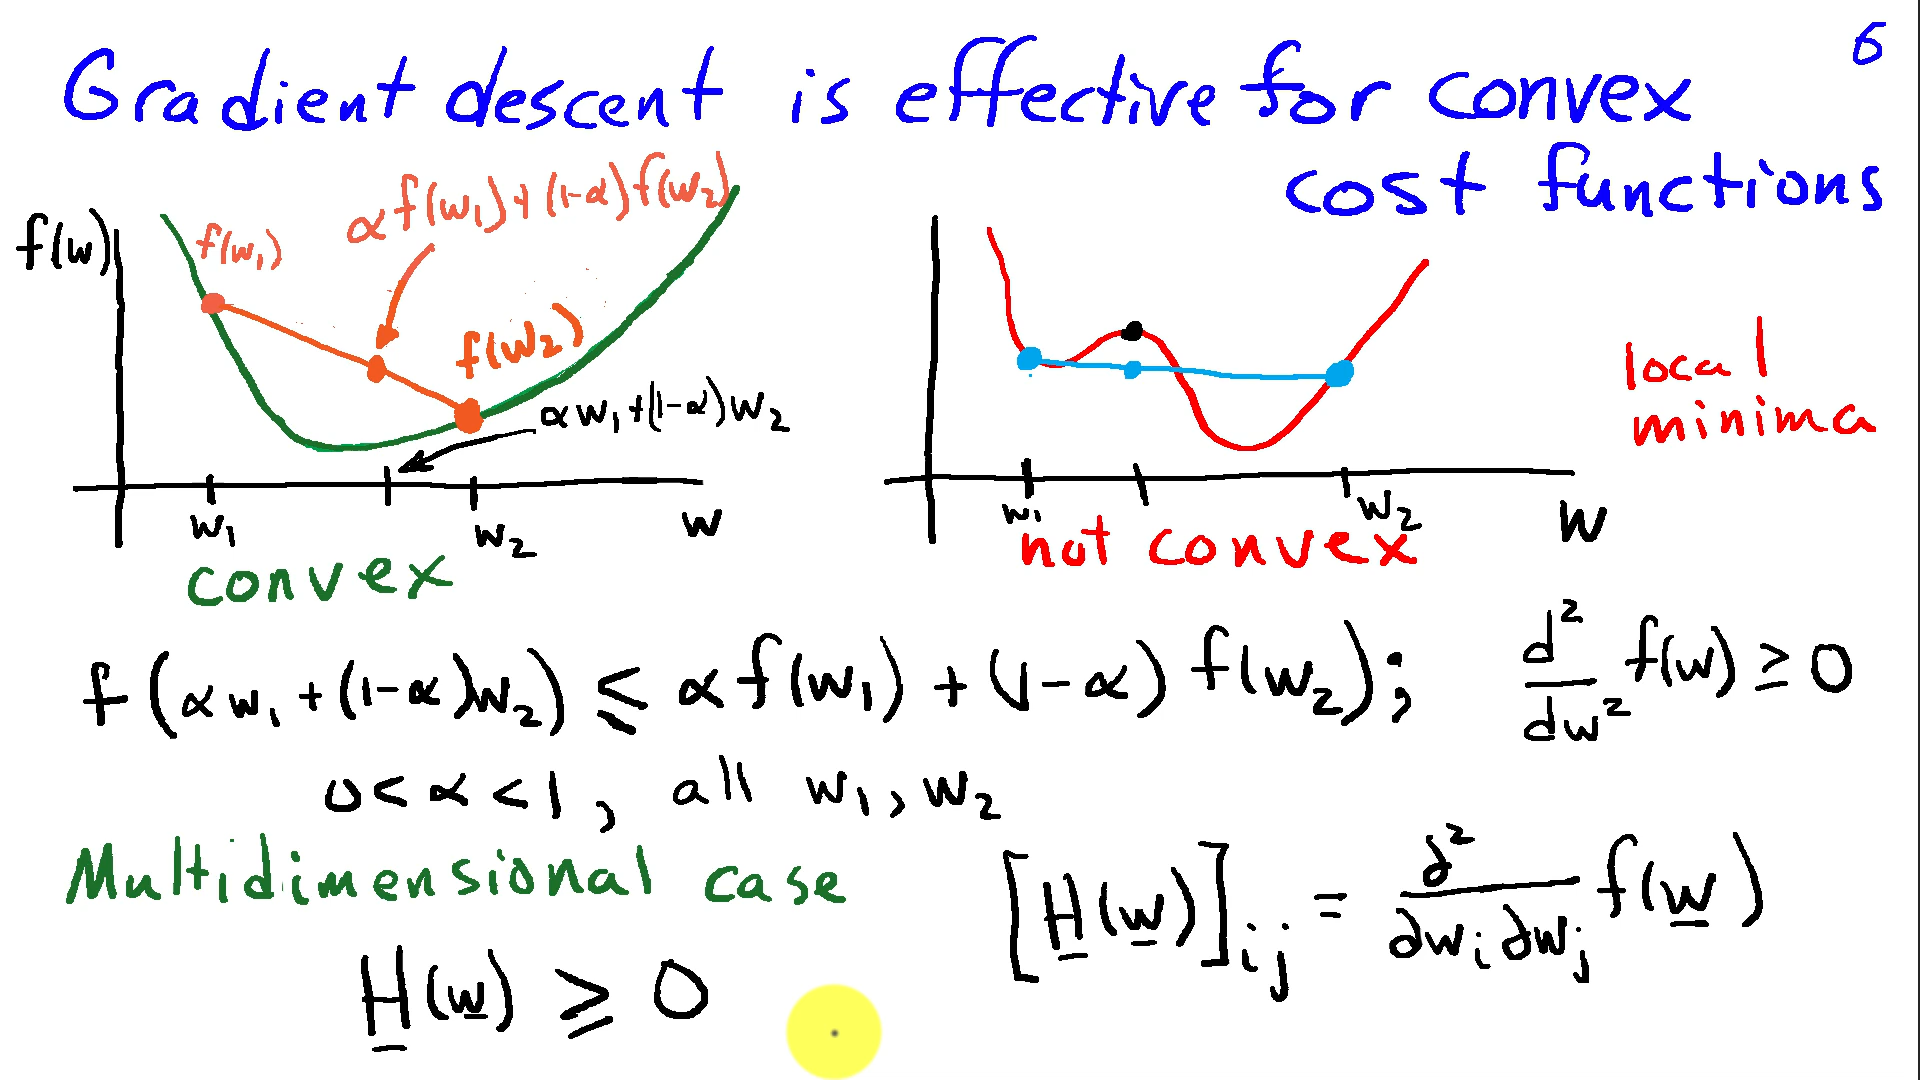 6
Gradient descent is effective for convex
cost functions
f(w)
f(w₁)
αf(w₁)+(1-α)f(w₂)
f(w₂)
αw₁+(1-α)w₂
w₁
w₂
w
convex
local
minima
w₁
w₂
w
not convex
f(αw₁+(1-α)w₂) ≤ αf(w₁)+(1-α)f(w₂); d²/dw² f(w) ≥ 0
0<α<1, all w₁, w₂
Multidimensional case
[H(w)]ᵢⱼ = ∂²/∂wᵢ∂wⱼ f(w)
H(w) ≥ 0